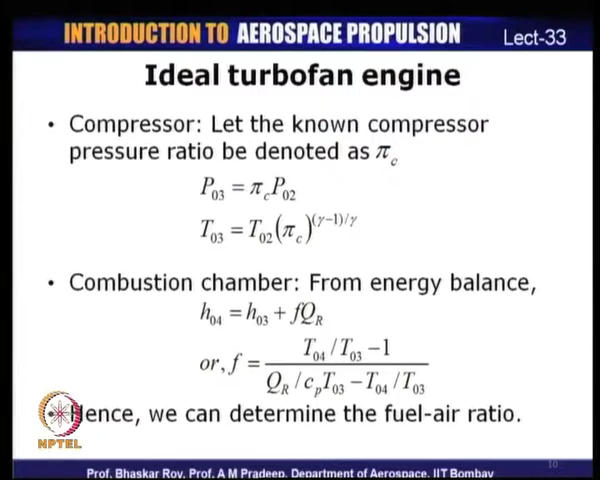 INTRODUCTION TO AEROSPACE PROPULSION
Lect-33
Ideal turbofan engine
• Compressor: Let the known compressor
pressure ratio be denoted as π_c
P_03 = π_c P_02
T_03 = T_02 (π_c)^((γ−1)/γ)
• Combustion chamber: From energy balance,
h_04 = h_03 + fQ_R
or, f = (T_04 / T_03 − 1) / (Q_R / c_p T_03 − T_04 / T_03)
Hence, we can determine the fuel-air ratio.
NPTEL
10
Prof. Bhaskar Roy, Prof. A M Pradeep, Department of Aerospace, IIT Bombay